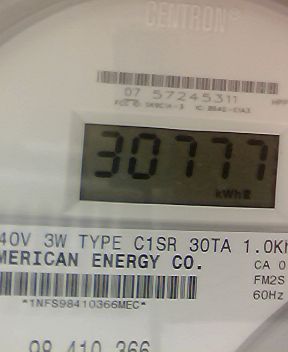 CENTRON®
07 57245311
30777
kWh
40V 3W TYPE C1SR 30TA 1.0Kh
MERICAN ENERGY CO.
CA 0
FM2S
*1NFS98410366MEC*
60Hz
98 410 366